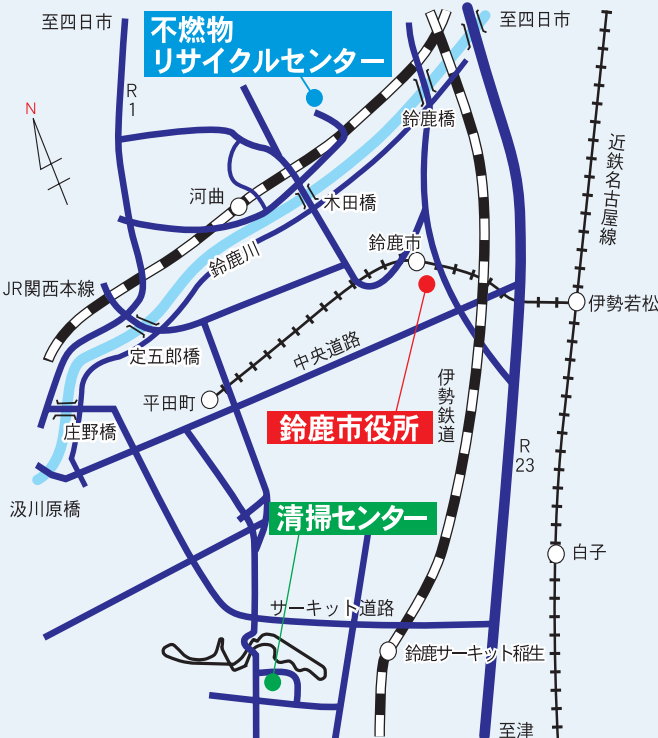 至四日市
不燃物
リサイクルセンター
至四日市
R
1
N
鈴鹿橋
近鉄名古屋線
河曲
木田橋
鈴鹿市
鈴鹿川
JR関西本線
伊勢若松
定五郎橋
中央道路
平田町
伊勢鉄道
鈴鹿市役所
庄野橋
R
23
汲川原橋
清掃センター
白子
サーキット道路
鈴鹿サーキット稲生
至津